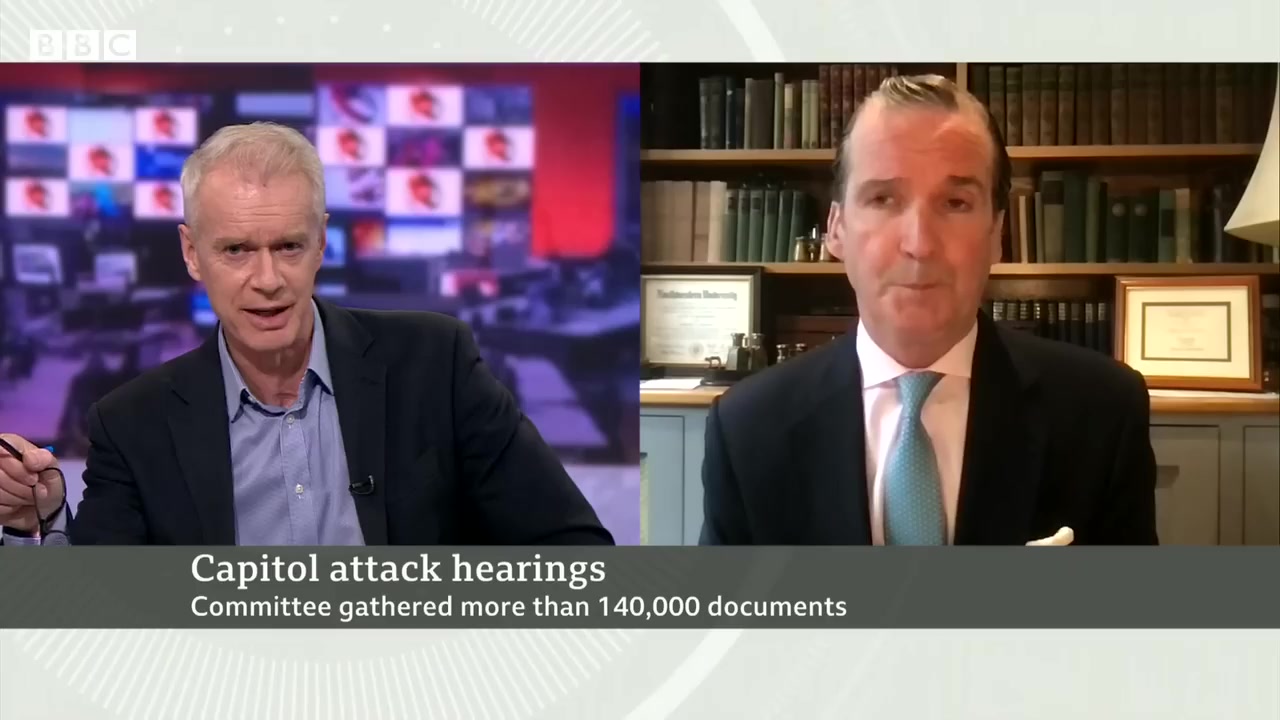 BBC
Capitol attack hearings
Committee gathered more than 140,000 documents